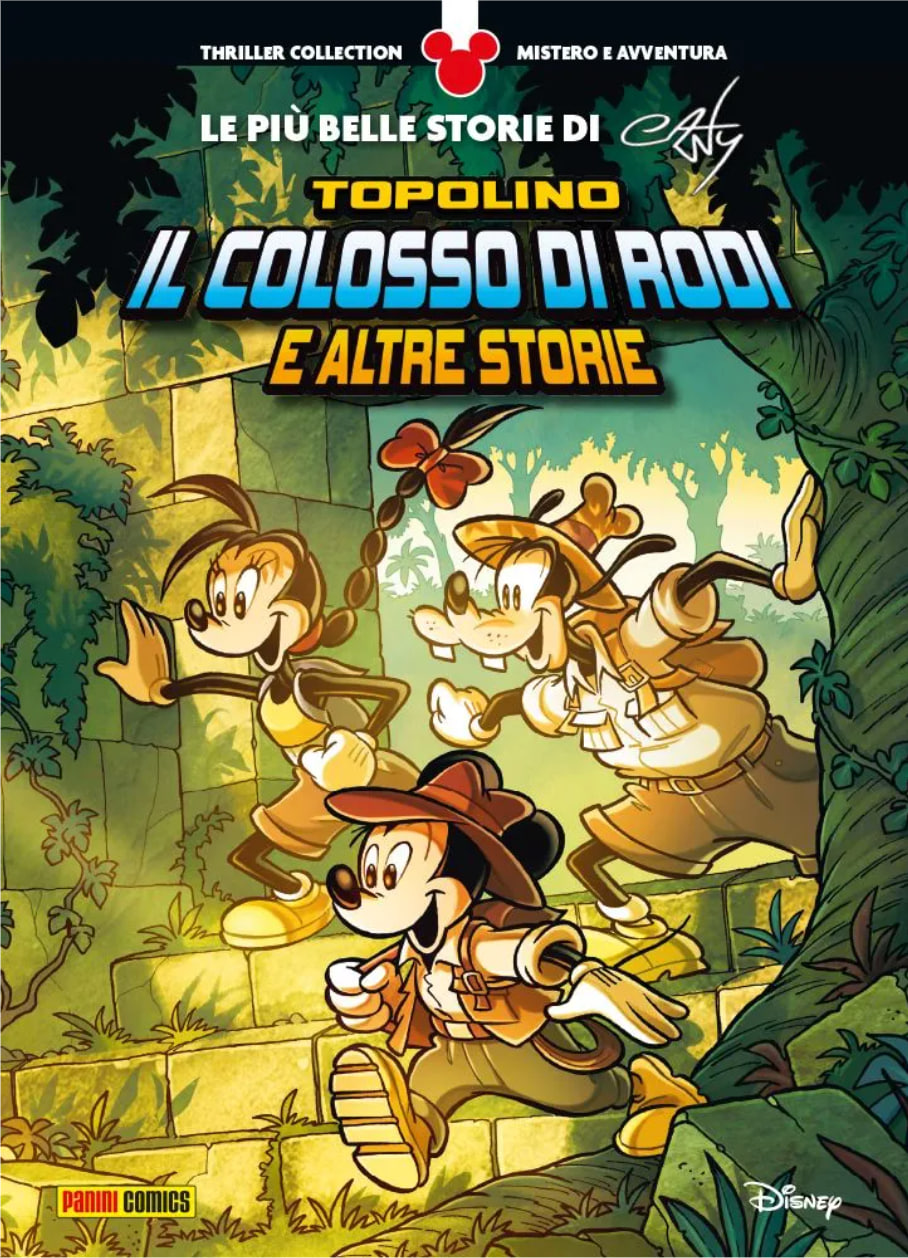 THRILLER COLLECTION
MISTERO E AVVENTURA
LE PIÙ BELLE STORIE DI CASTY
TOPOLINO
IL COLOSSO DI RODI
E ALTRE STORIE
PANINI COMICS
DISNEY